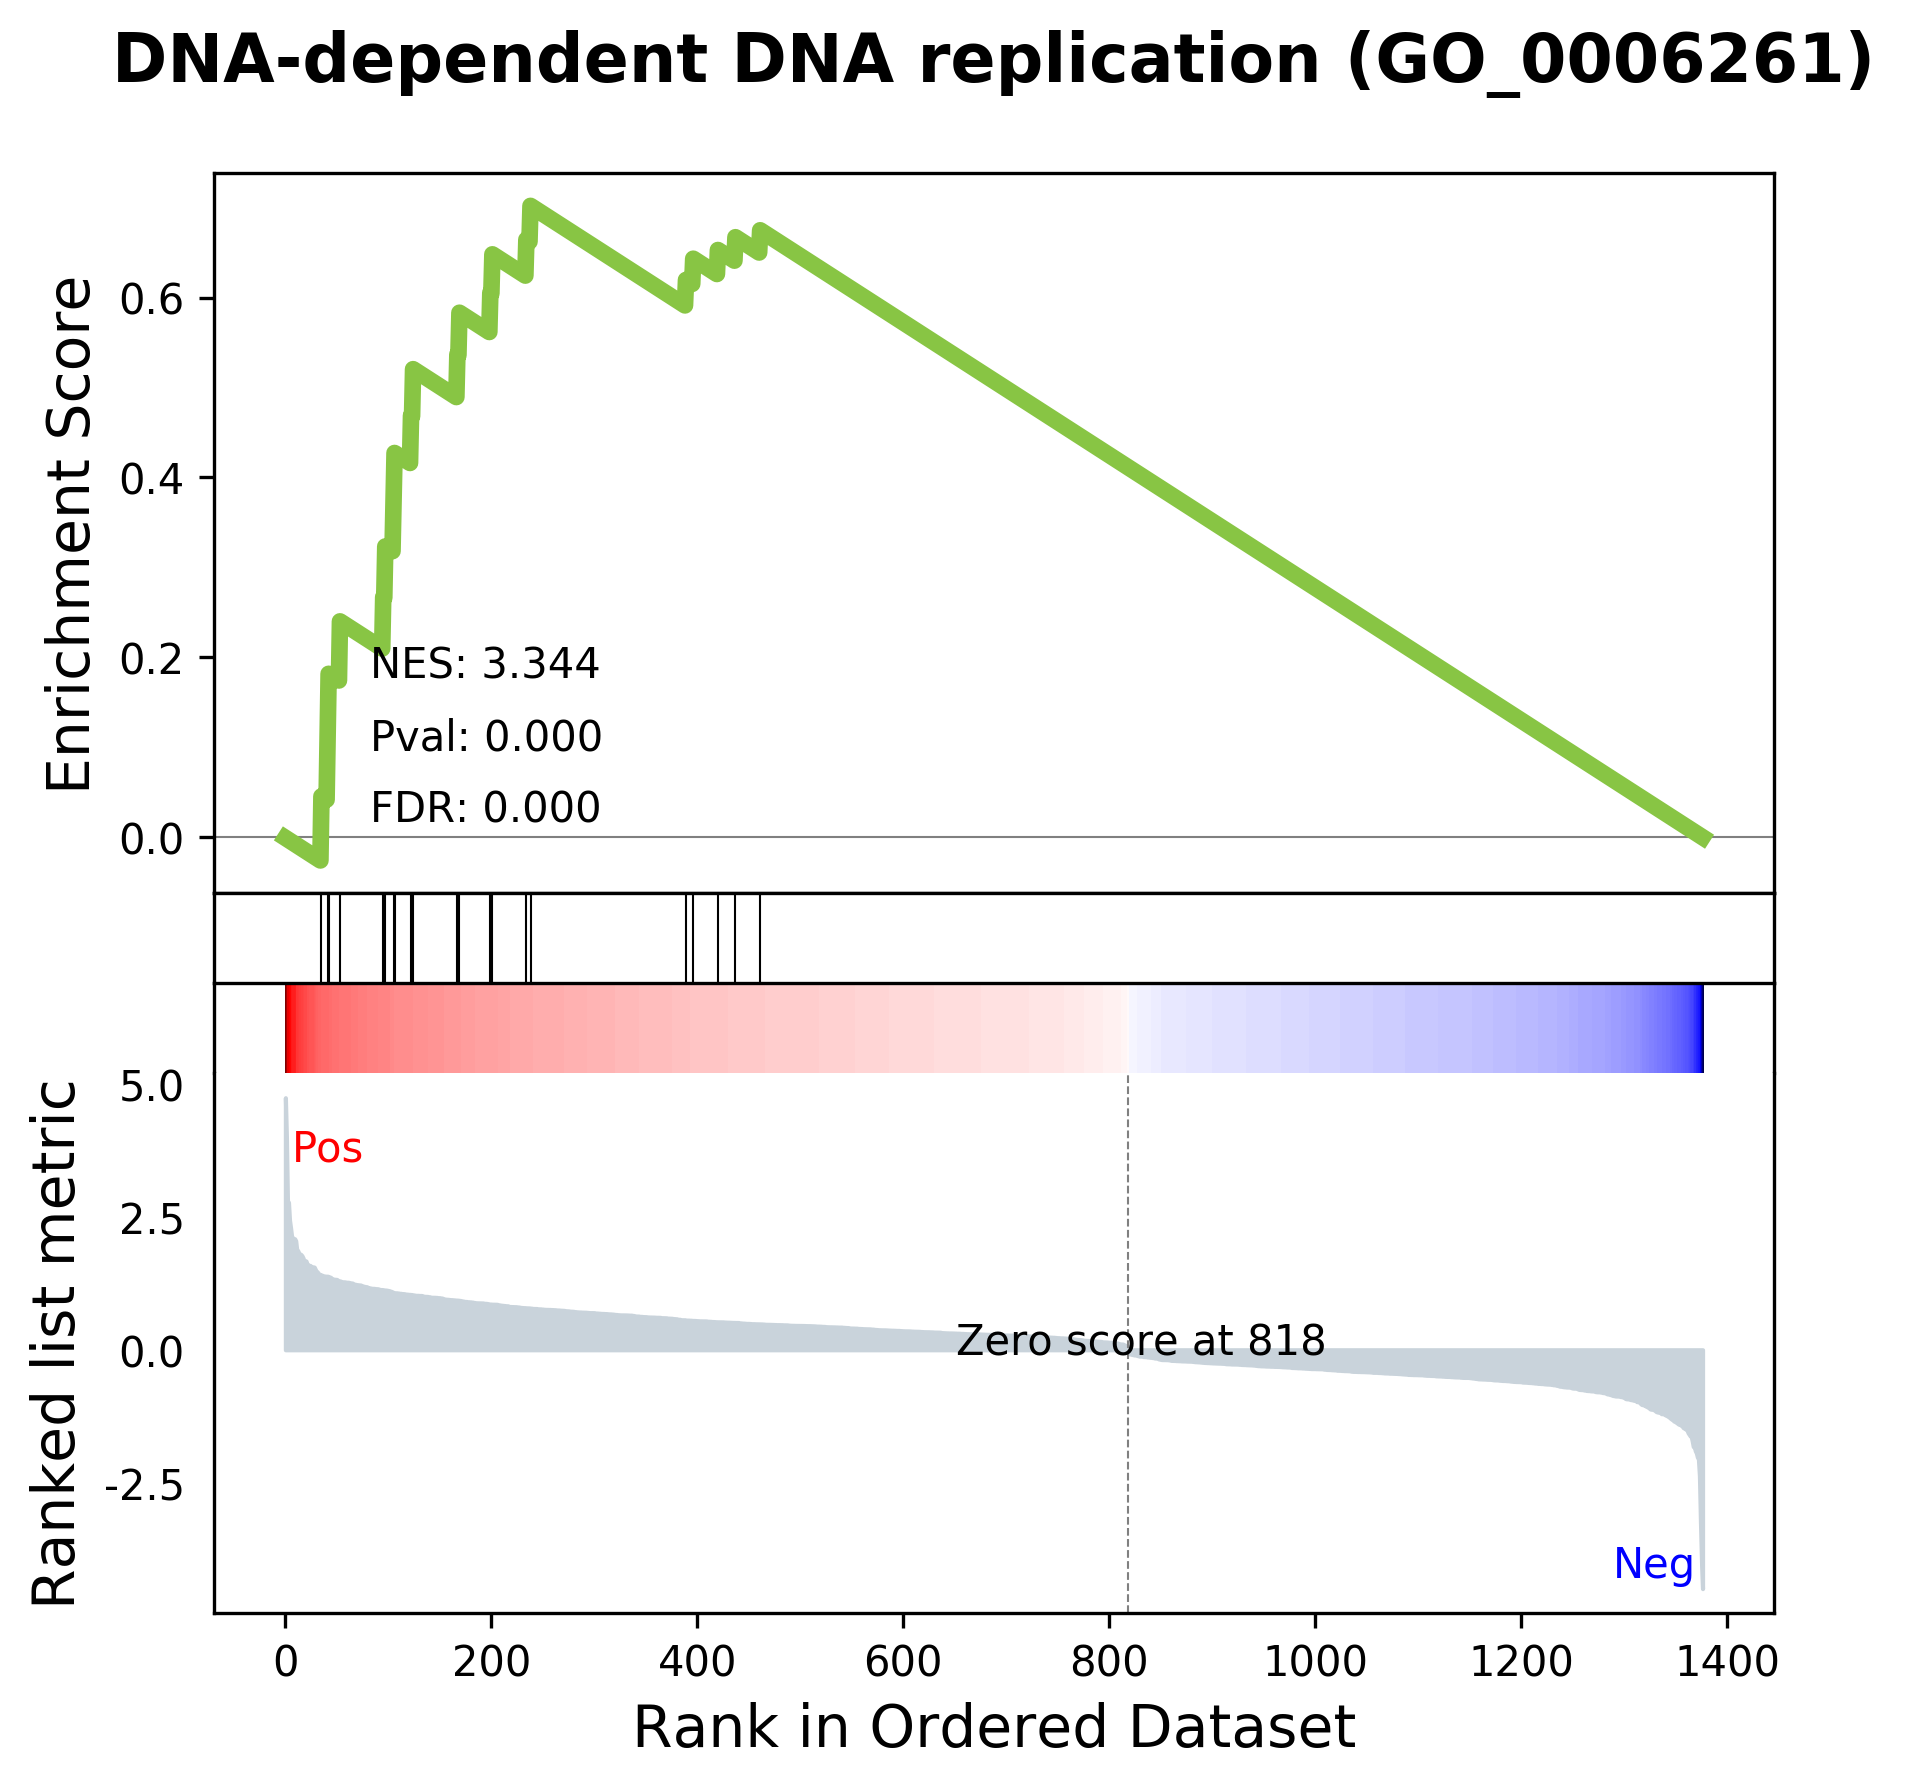 DNA-dependent DNA replication (GO_0006261)
Enrichment Score
0.6
0.4
0.2
0.0
NES: 3.344
Pval: 0.000
FDR: 0.000
Ranked list metric
5.0
2.5
0.0
-2.5
Pos
Zero score at 818
Neg
0 200 400 600 800 1000 1200 1400
Rank in Ordered Dataset